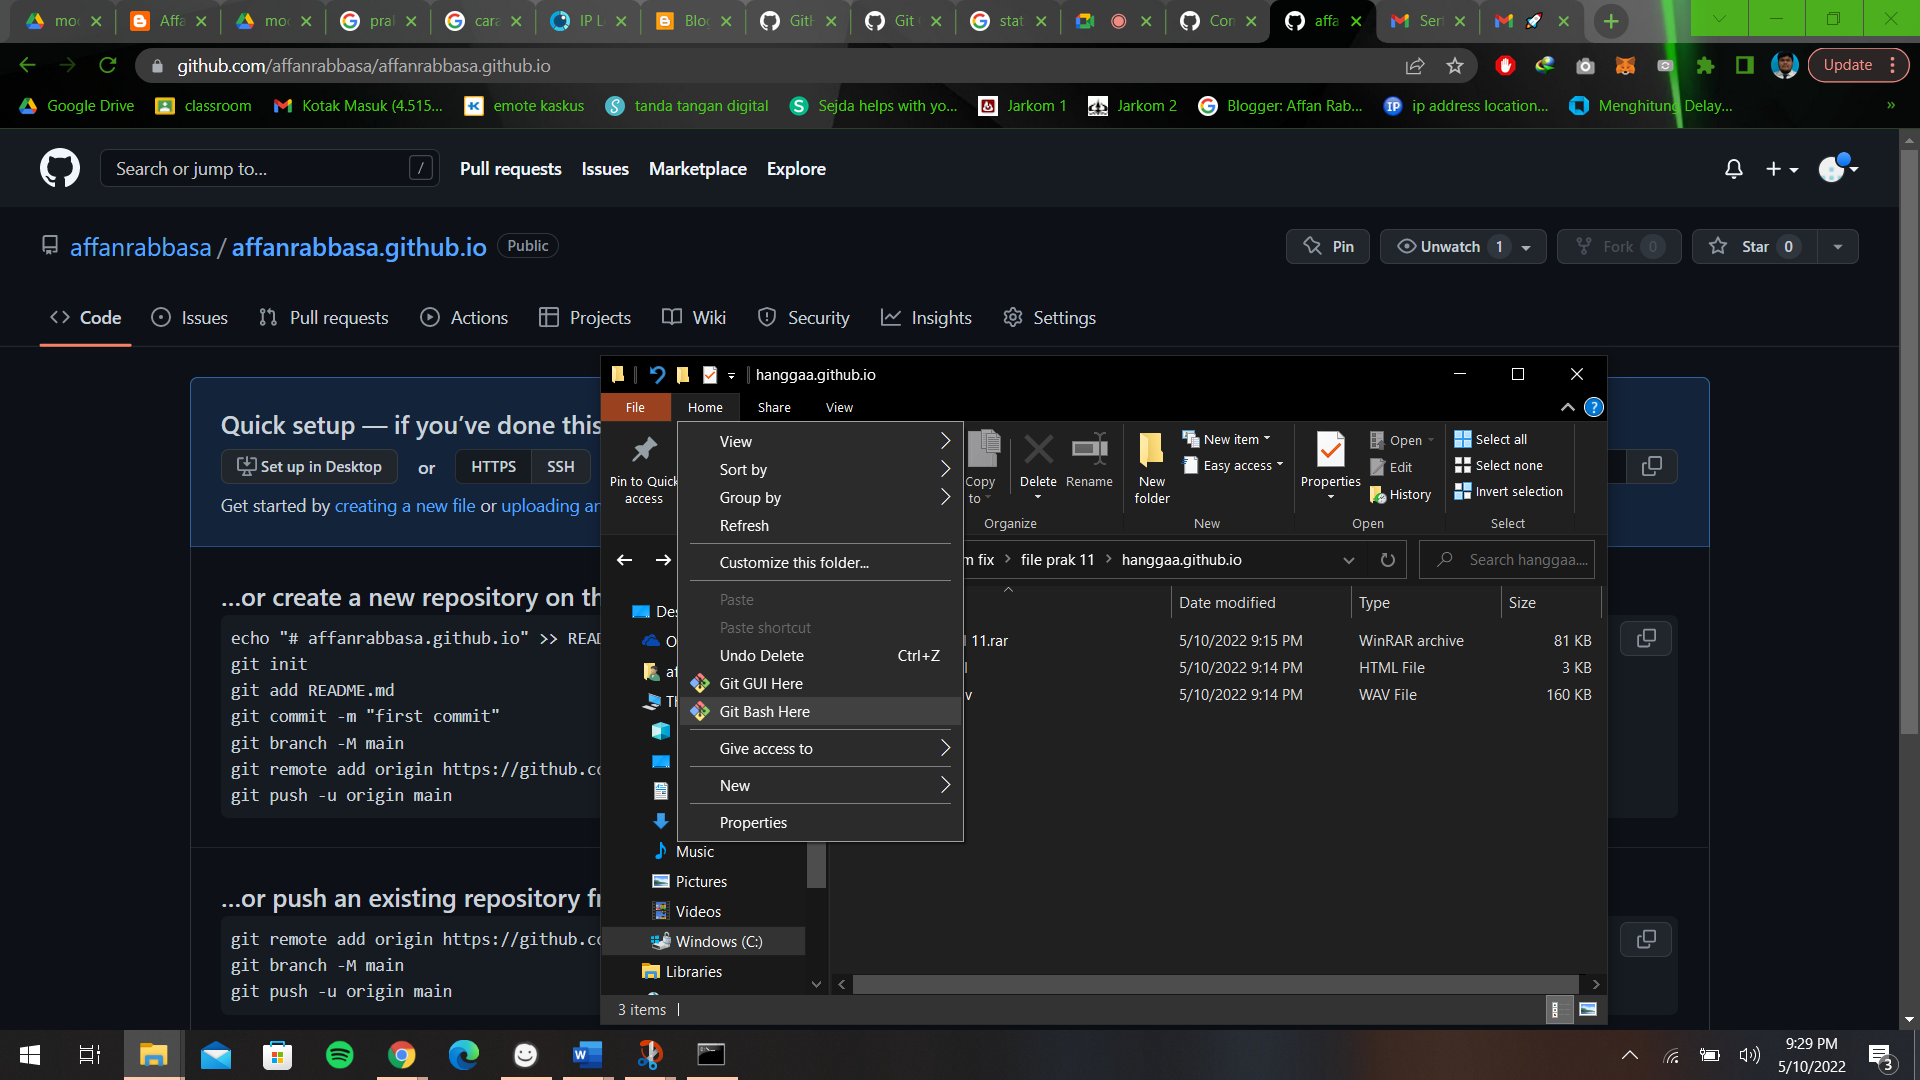 mod
Affa
mod
prak
cara
IP L
Blog
GitH
Git
stat
Con
affa
Sert
github.com/affanrabbasa/affanrabbasa.github.io
Update
Google Drive
classroom
Kotak Masuk (4.515...
emote kaskus
tanda tangan digital
Sejda helps with yo...
Jarkom 1
Jarkom 2
Blogger: Affan Rab...
ip address location...
Menghitung Delay...
»
Search or jump to...
/
Pull requests
Issues
Marketplace
Explore
affanrabbasa / affanrabbasa.github.io
Public
Pin
Unwatch 1
Fork 0
Star 0
Code
Issues
Pull requests
Actions
Projects
Wiki
Security
Insights
Settings
Quick setup — if you've done this
Set up in Desktop
or
HTTPS
SSH
Get started by creating a new file or uploading an
...or create a new repository on th
echo "# affanrabbasa.github.io" >> READ
git init
git add README.md
git commit -m "first commit"
git branch -M main
git remote add origin https://github.co
git push -u origin main
...or push an existing repository fr
git remote add origin https://github.co
git branch -M main
git push -u origin main
hanggaa.github.io
File
Home
Share
View
Pin to Quick
access
Copy
to
Delete
Rename
Organize
New
folder
New item
Easy access
New
Properties
Open
Edit
History
Open
Select all
Select none
Invert selection
Select
m fix
file prak 11
hanggaa.github.io
Search hanggaa....
Date modified
Type
Size
l 11.rar
5/10/2022 9:15 PM
WinRAR archive
81 KB
l
5/10/2022 9:14 PM
HTML File
3 KB
v
5/10/2022 9:14 PM
WAV File
160 KB
View
Sort by
Group by
Refresh
Customize this folder...
Paste
Paste shortcut
Undo Delete
Ctrl+Z
Git GUI Here
Git Bash Here
Give access to
New
Properties
Des
O
af
Th
Music
Pictures
Videos
Windows (C:)
Libraries
3 items
9:29 PM
5/10/2022
3